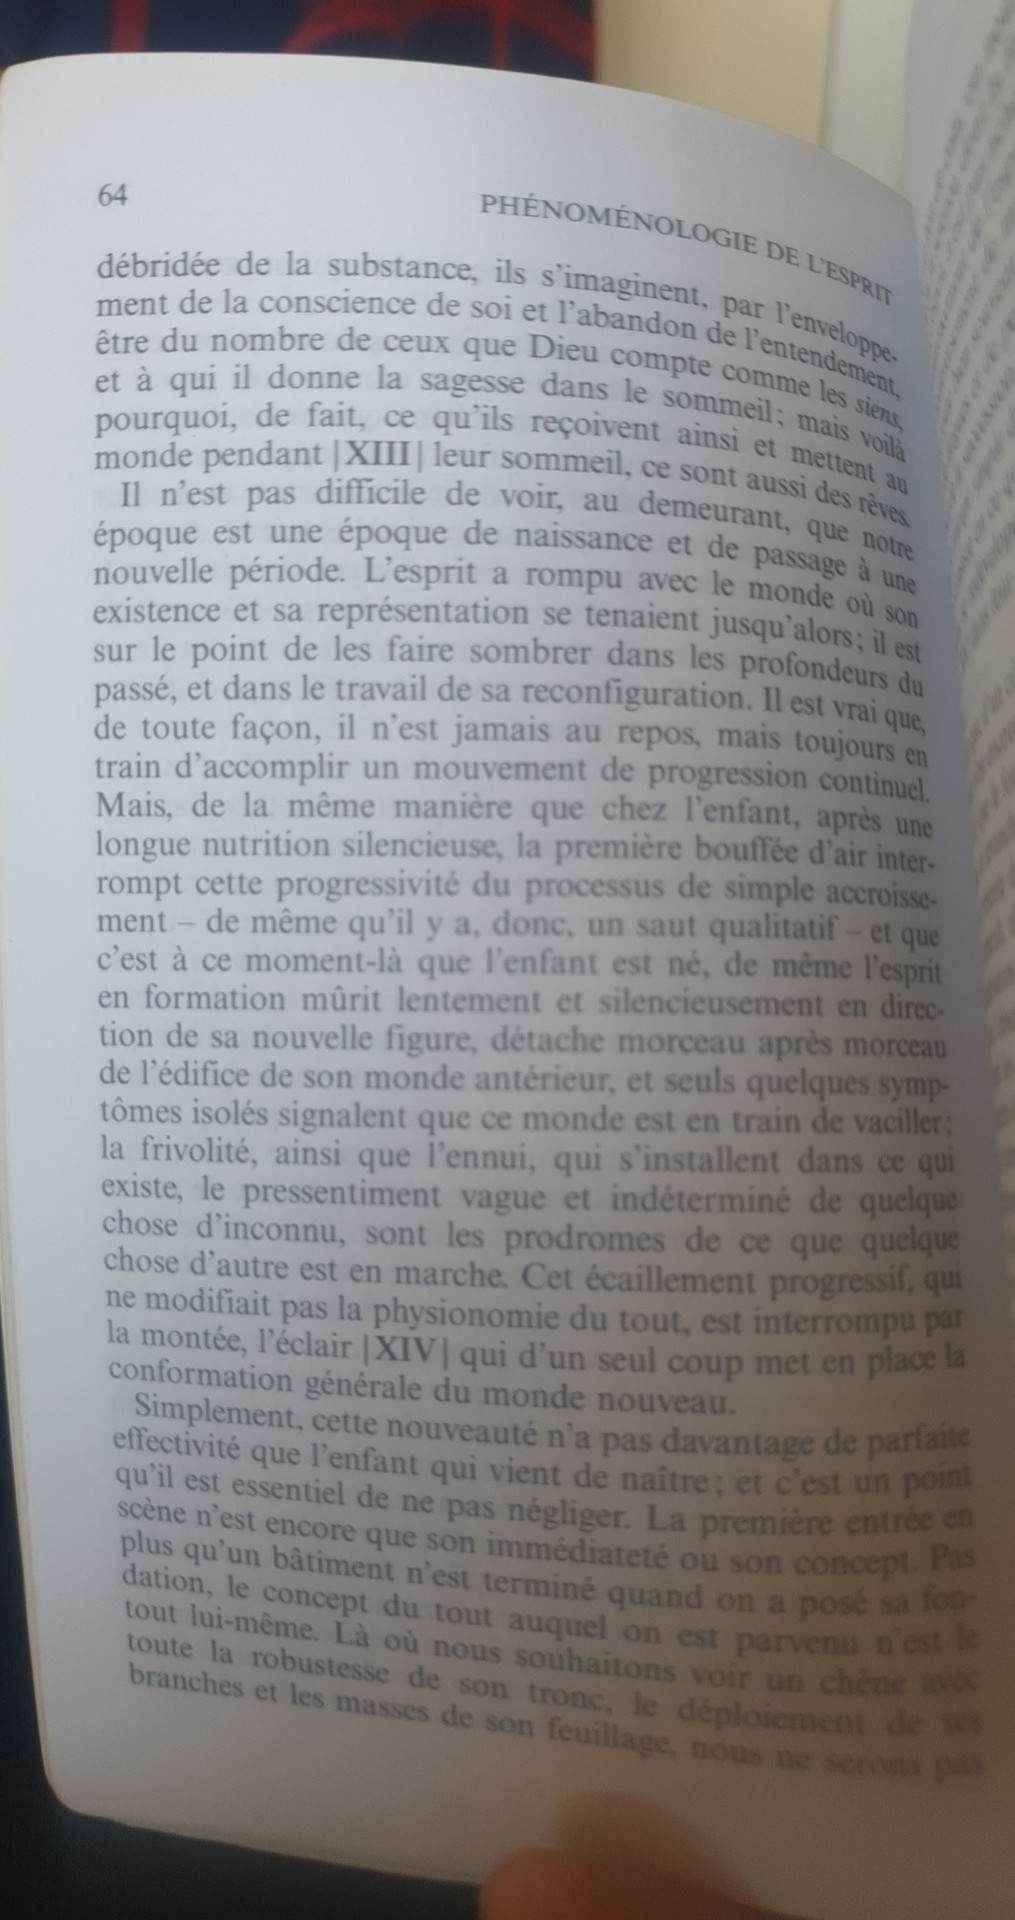 64
PHÉNOMÉNOLOGIE DE L'ESPRIT
débridée de la substance, ils s'imaginent, par l'enveloppe-
ment de la conscience de soi et l'abandon de l'entendement,
être du nombre de ceux que Dieu compte comme les siens,
et à qui il donne la sagesse dans le sommeil; mais voilà
pourquoi, de fait, ce qu'ils reçoivent ainsi et mettent au
monde pendant |XIII| leur sommeil, ce sont aussi des rêves.
Il n'est pas difficile de voir, au demeurant, que notre
époque est une époque de naissance et de passage à une
nouvelle période. L'esprit a rompu avec le monde où son
existence et sa représentation se tenaient jusqu'alors; il est
sur le point de les faire sombrer dans les profondeurs du
passé, et dans le travail de sa reconfiguration. Il est vrai que,
de toute façon, il n'est jamais au repos, mais toujours en
train d'accomplir un mouvement de progression continuel.
Mais, de la même manière que chez l'enfant, après une
longue nutrition silencieuse, la première bouffée d'air inter-
rompt cette progressivité du processus de simple accroisse-
ment – de même qu'il y a, donc, un saut qualitatif – et que
c'est à ce moment-là que l'enfant est né, de même l'esprit
en formation mûrit lentement et silencieusement en direc-
tion de sa nouvelle figure, détache morceau après morceau
de l'édifice de son monde antérieur, et seuls quelques symp-
tômes isolés signalent que ce monde est en train de vaciller;
la frivolité, ainsi que l'ennui, qui s'installent dans ce qui
existe, le pressentiment vague et indéterminé de quelque
chose d'inconnu, sont les prodromes de ce que quelque
chose d'autre est en marche. Cet écaillement progressif, qui
ne modifiait pas la physionomie du tout, est interrompu par
la montée, l'éclair |XIV| qui d'un seul coup met en place la
conformation générale du monde nouveau.
Simplement, cette nouveauté n'a pas davantage de parfaite
effectivité que l'enfant qui vient de naître; et c'est un point
qu'il est essentiel de ne pas négliger. La première entrée en
scène n'est encore que son immédiateté ou son concept. Pas
plus qu'un bâtiment n'est terminé quand on a posé sa fon-
dation, le concept du tout auquel on est parvenu n'est le
tout lui-même. Là où nous souhaitons voir un chêne avec
toute la robustesse de son tronc, le déploiement de ses
branches et les masses de son feuillage, nous ne serons pas